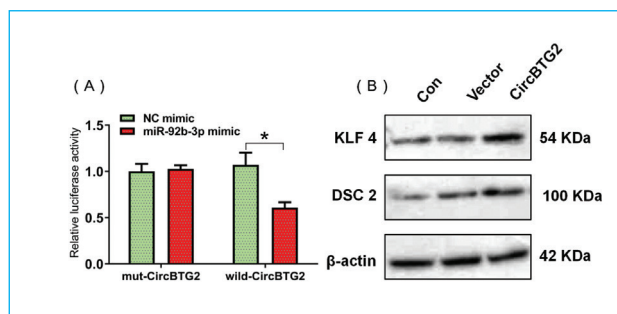 ( A )
NC mimic
miR-92b-3p mimic
Relative luciferase activity
1.5
1.0
0.5
0.0
*
mut-CircBTG2
wild-CircBTG2
( B )
Con
Vector
CircBTG2
KLF 4
54 KDa
DSC 2
100 KDa
β-actin
42 KDa